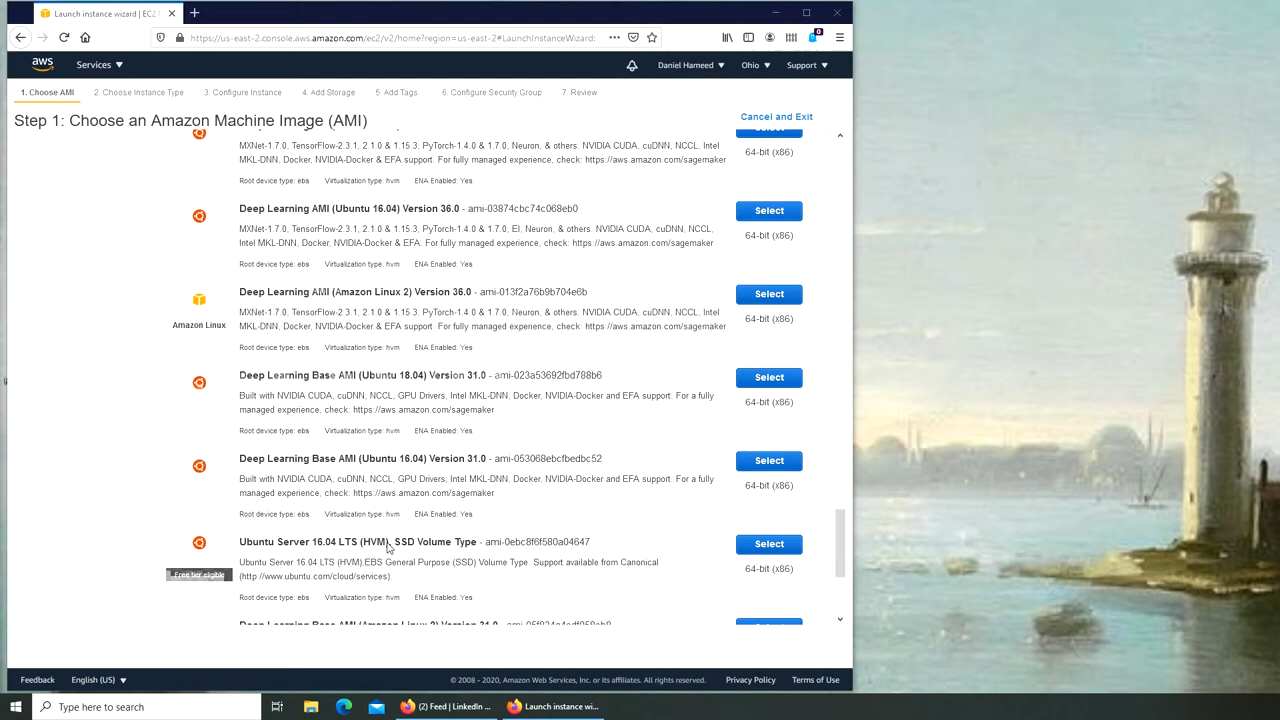 Launch instance wizard | EC2
https://us-east-2.console.aws.amazon.com/ec2/v2/home?region=us-east-2#LaunchInstanceWizard:
0
aws Services Daniel Hameed Ohio Support
1. Choose AMI 2. Choose Instance Type 3. Configure Instance 4. Add Storage 5. Add Tags 6. Configure Security Group 7. Review
Step 1: Choose an Amazon Machine Image (AMI) Cancel and Exit
MXNet-1.7.0, TensorFlow-2.3.1, 2.1.0 & 1.15.3, PyTorch-1.4.0 & 1.7.0, Neuron, & others. NVIDIA CUDA, cuDNN, NCCL, Intel 64-bit (x86)
MKL-DNN, Docker, NVIDIA-Docker & EFA support. For fully managed experience, check: https://aws.amazon.com/sagemaker
Root device type: ebs Virtualization type: hvm ENA Enabled: Yes
Deep Learning AMI (Ubuntu 16.04) Version 36.0 - ami-03874cbc74c068eb0 Select
MXNet-1.7.0, TensorFlow-2.3.1, 2.1.0 & 1.15.3, PyTorch-1.4.0 & 1.7.0, EI, Neuron, & others. NVIDIA CUDA, cuDNN, NCCL, 64-bit (x86)
Intel MKL-DNN, Docker, NVIDIA-Docker & EFA. For fully managed experience, check: https://aws.amazon.com/sagemaker
Root device type: ebs Virtualization type: hvm ENA Enabled: Yes
Deep Learning AMI (Amazon Linux 2) Version 36.0 - ami-013f2a76b9b704e6b Select
MXNet-1.7.0, TensorFlow-2.3.1, 2.1.0 & 1.15.3, PyTorch-1.4.0 & 1.7.0, Neuron, & others. NVIDIA CUDA, cuDNN, NCCL, Intel 64-bit (x86)
Amazon Linux MKL-DNN, Docker, NVIDIA-Docker & EFA support. For fully managed experience, check: https://aws.amazon.com/sagemaker
Root device type: ebs Virtualization type: hvm ENA Enabled: Yes
Deep Learning Base AMI (Ubuntu 18.04) Version 31.0 - ami-023a53692fbd788b6 Select
Built with NVIDIA CUDA, cuDNN, NCCL, GPU Drivers, Intel MKL-DNN, Docker, NVIDIA-Docker and EFA support. For a fully 64-bit (x86)
managed experience, check: https://aws.amazon.com/sagemaker
Root device type: ebs Virtualization type: hvm ENA Enabled: Yes
Deep Learning Base AMI (Ubuntu 16.04) Version 31.0 - ami-053068ebcfbedbc52 Select
Built with NVIDIA CUDA, cuDNN, NCCL, GPU Drivers, Intel MKL-DNN, Docker, NVIDIA-Docker and EFA support. For a fully 64-bit (x86)
managed experience, check: https://aws.amazon.com/sagemaker
Root device type: ebs Virtualization type: hvm ENA Enabled: Yes
Ubuntu Server 16.04 LTS (HVM), SSD Volume Type - ami-0ebc8f6f580a04647 Select
Ubuntu Server 16.04 LTS (HVM),EBS General Purpose (SSD) Volume Type. Support available from Canonical 64-bit (x86)
Free tier eligible (http://www.ubuntu.com/cloud/services).
Root device type: ebs Virtualization type: hvm ENA Enabled: Yes
Deep Learning Base AMI (Amazon Linux 2) Version 31.0
Feedback English (US) © 2008 - 2020, Amazon Web Services, Inc. or its affiliates. All rights reserved. Privacy Policy Terms of Use
Type here to search (2) Feed | LinkedIn ... Launch instance wi...